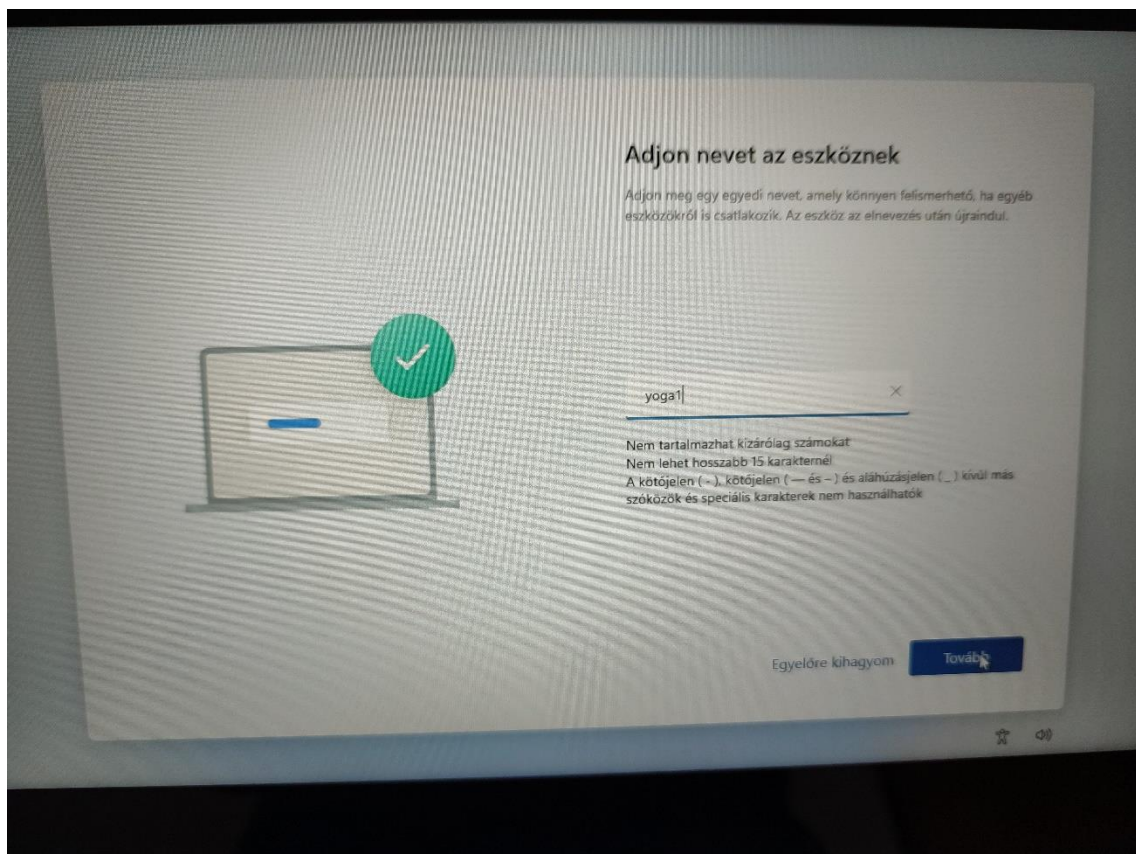 Adjon nevet az eszköznek
Adjon meg egy egyedi nevet, amely könnyen felismerhető, ha egyéb
eszközökről is csatlakozik. Az eszköz az elnevezés után újraindul.
yoga1
Nem tartalmazhat kizárólag számokat
Nem lehet hosszabb 15 karakternél
A kötőjelen ( - ), kötőjelen ( — és – ) és aláhúzásjelen ( _ ) kívül más
szóközök és speciális karakterek nem használhatók
Egyelőre kihagyom
Tovább